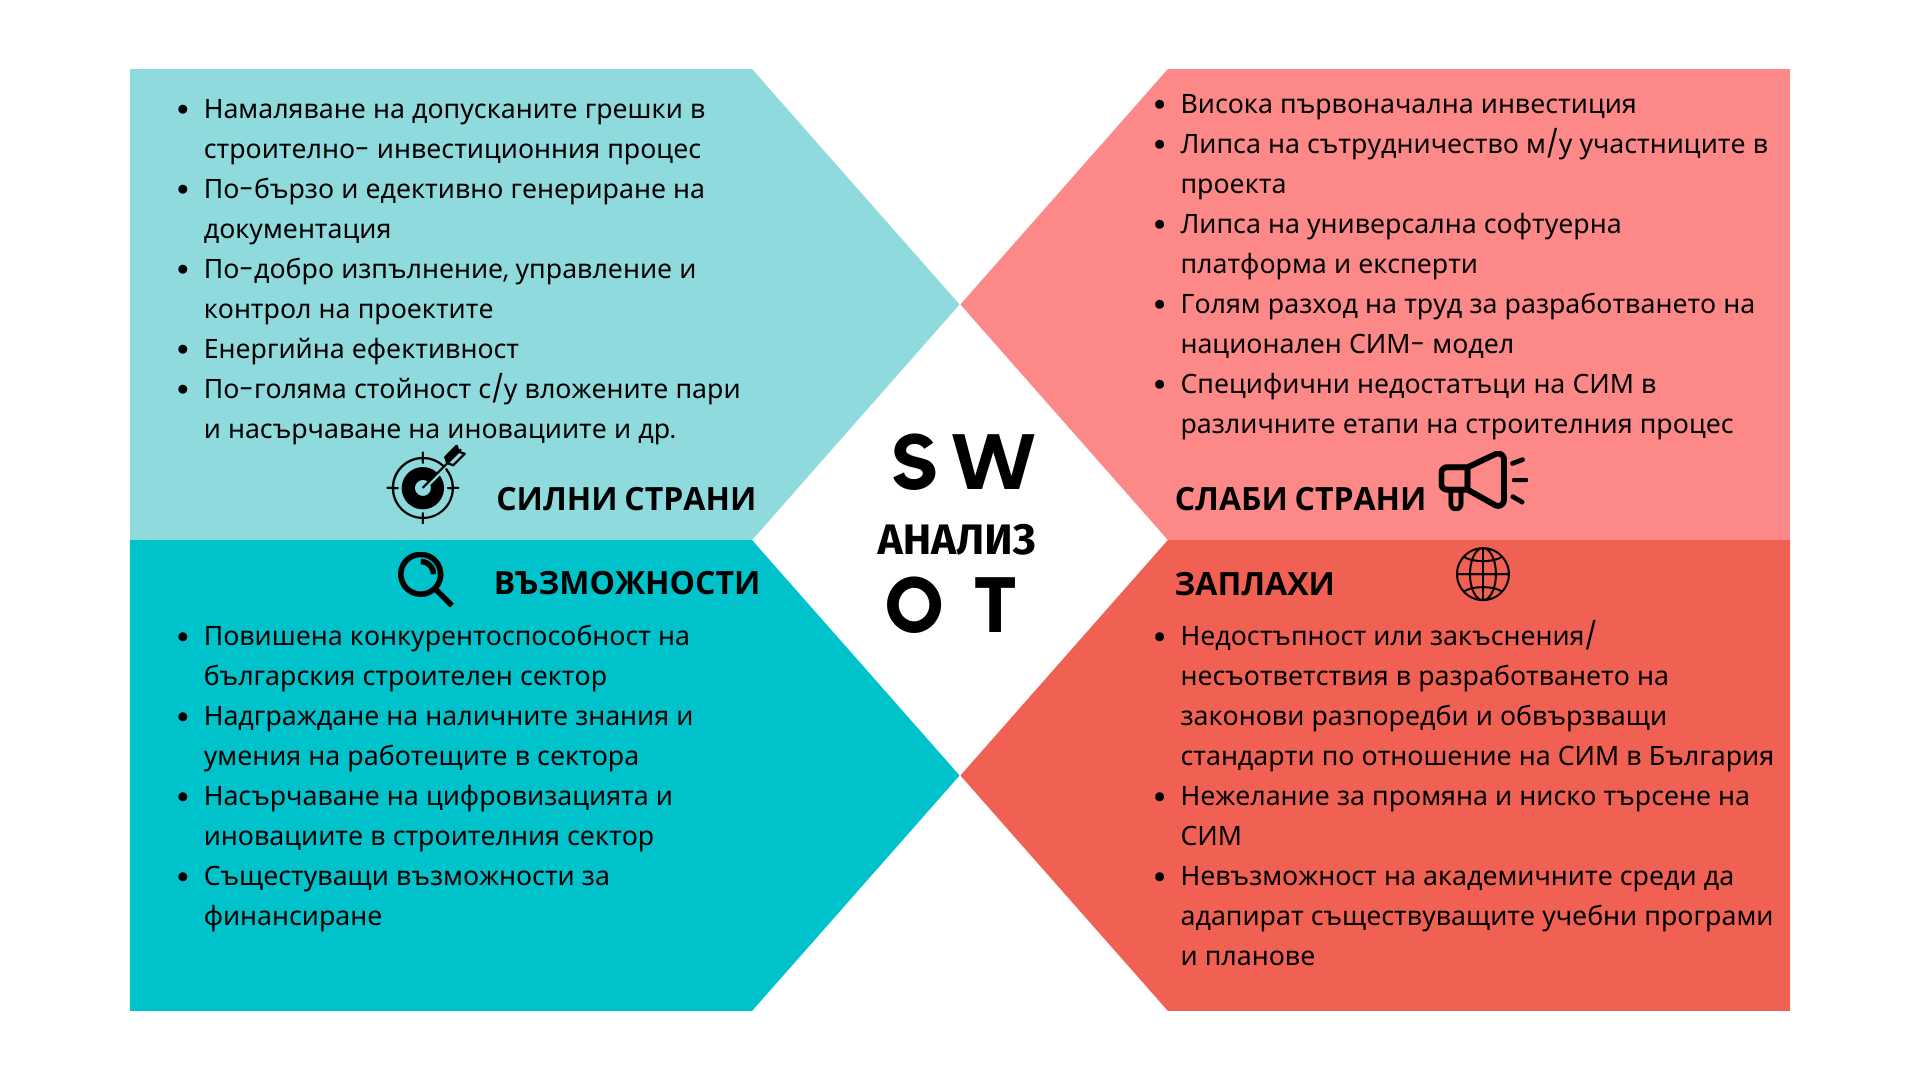 • Намаляване на допусканите грешки в
строително- инвестиционния процес
• По-бързо и едективно генериране на
документация
• По-добро изпълнение, управление и
контрол на проектите
• Енергийна ефективност
• По-голяма стойност с/у вложените пари
и насърчаване на иновациите и др.
СИЛНИ СТРАНИ
• Висока първоначална инвестиция
• Липса на сътрудничество м/у участниците в
проекта
• Липса на универсална софтуерна
платформа и експерти
• Голям разход на труд за разработването на
национален СИМ- модел
• Специфични недостатъци на СИМ в
различните етапи на строителния процес
СЛАБИ СТРАНИ
S W
АНАЛИЗ
O T
ВЪЗМОЖНОСТИ
• Повишена конкурентоспособност на
българския строителен сектор
• Надграждане на наличните знания и
умения на работещите в сектора
• Насърчаване на цифровизацията и
иновациите в строителния сектор
• Същестуващи възможности за
финансиране
ЗАПЛАХИ
• Недостъпност или закъснения/
несъответствия в разработването на
законови разпоредби и обвързващи
стандарти по отношение на СИМ в България
• Нежелание за промяна и ниско търсене на
СИМ
• Невъзможност на академичните среди да
адапират съществуващите учебни програми
и планове